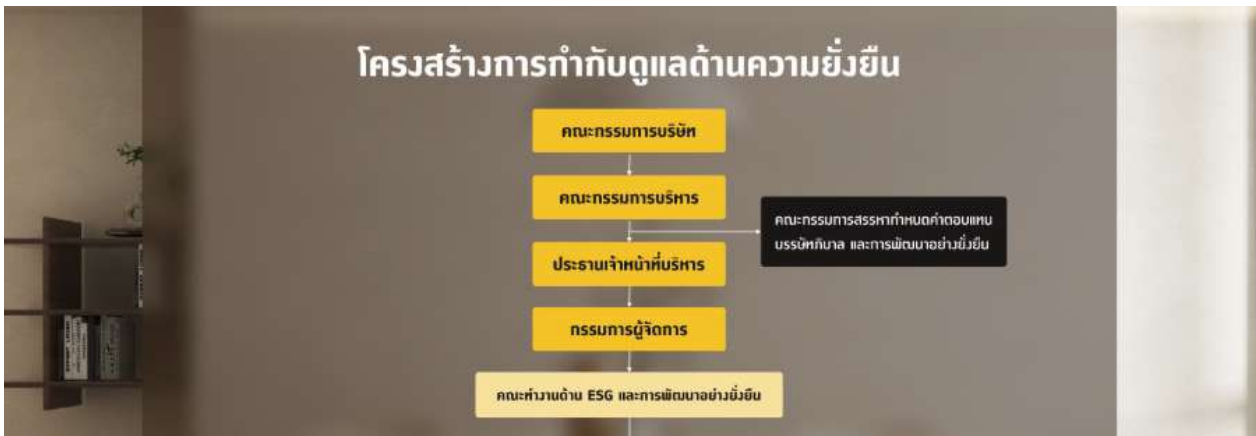 โครงสร้างการกำกับดูแลด้านความยั่งยืน
คณะกรรมการบริษัท
คณะกรรมการบริหาร
คณะกรรมการสรรหากำหนดค่าตอบแทน
บรรษัทภิบาล และการพัฒนาอย่างยั่งยืน
ประธานเจ้าหน้าที่บริหาร
กรรมการผู้จัดการ
คณะทำงานด้าน ESG และการพัฒนาอย่างยั่งยืน